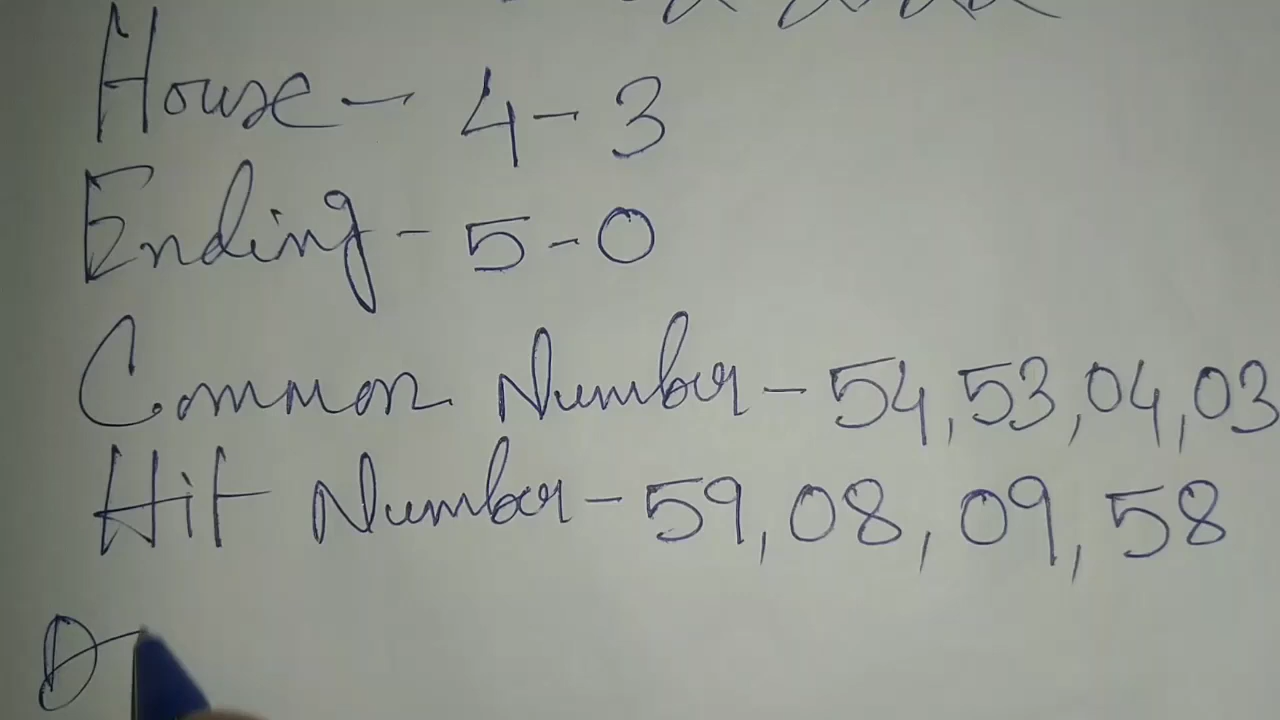 House - 4-3
Ending - 5-0
Common Number - 54, 53, 04, 03
Hit Number - 59, 08, 09, 58
D